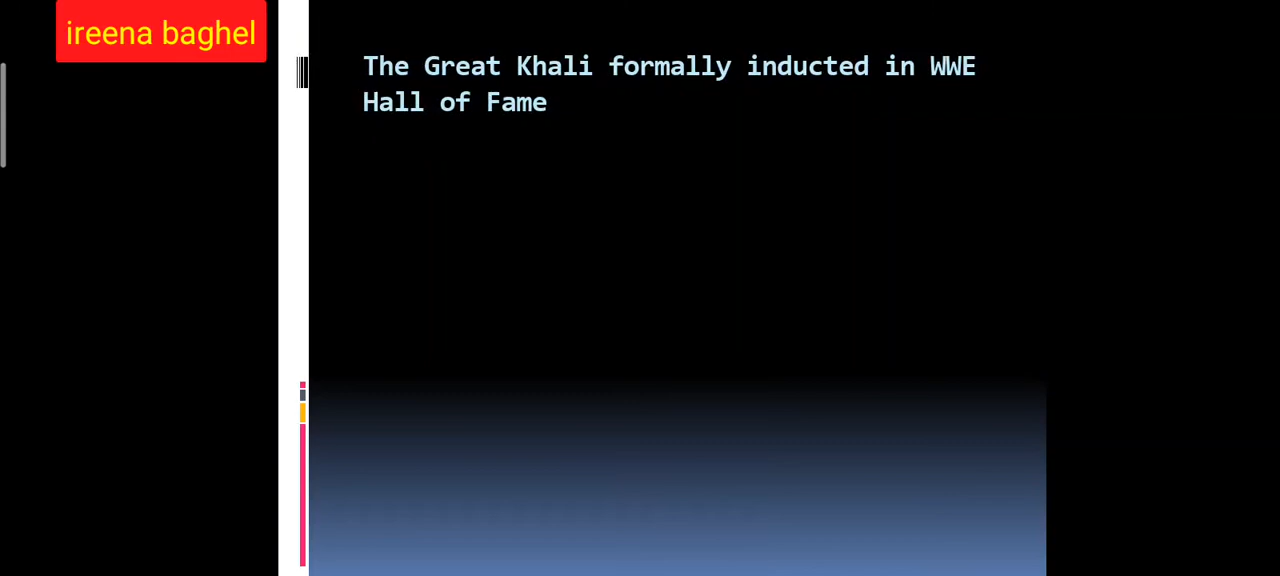 ireena baghel
The Great Khali formally inducted in WWE
Hall of Fame